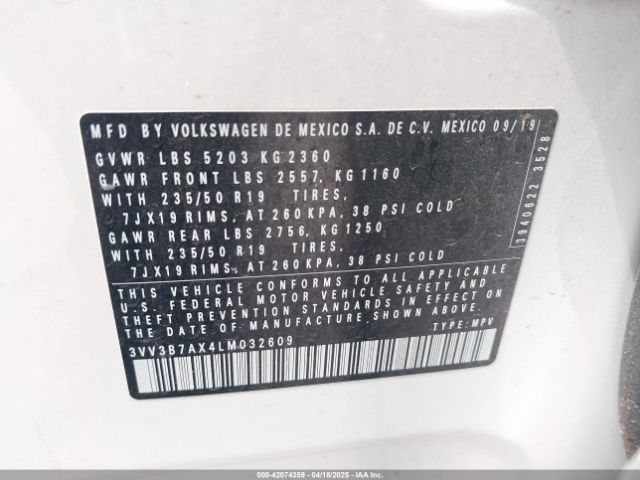 MFD BY VOLKSWAGEN DE MEXICO S.A. DE C.V. MEXICO 09/19
GVWR LBS 5203 KG 2360
GAWR FRONT LBS 2557, KG 1160
WITH 235/50 R19 TIRES,
7JX19 RIMS, AT 260 KPA, 38 PSI COLD
GAWR REAR LBS 2756, KG 1250
WITH 235/50 R19 TIRES,
7JX19 RIMS, AT 260 KPA, 38 PSI COLD
THIS VEHICLE CONFORMS TO ALL APPLICABLE
U.S. FEDERAL MOTOR VEHICLE SAFETY AND
THEFT PREVENTION STANDARDS IN EFFECT ON
THE DATE OF MANUFACTURE SHOWN ABOVE.
3VV3B7AX4LM032609 TYPE: MPV
3940622 3528
000-42074359 | 04/18/2025 | IAA, Inc.